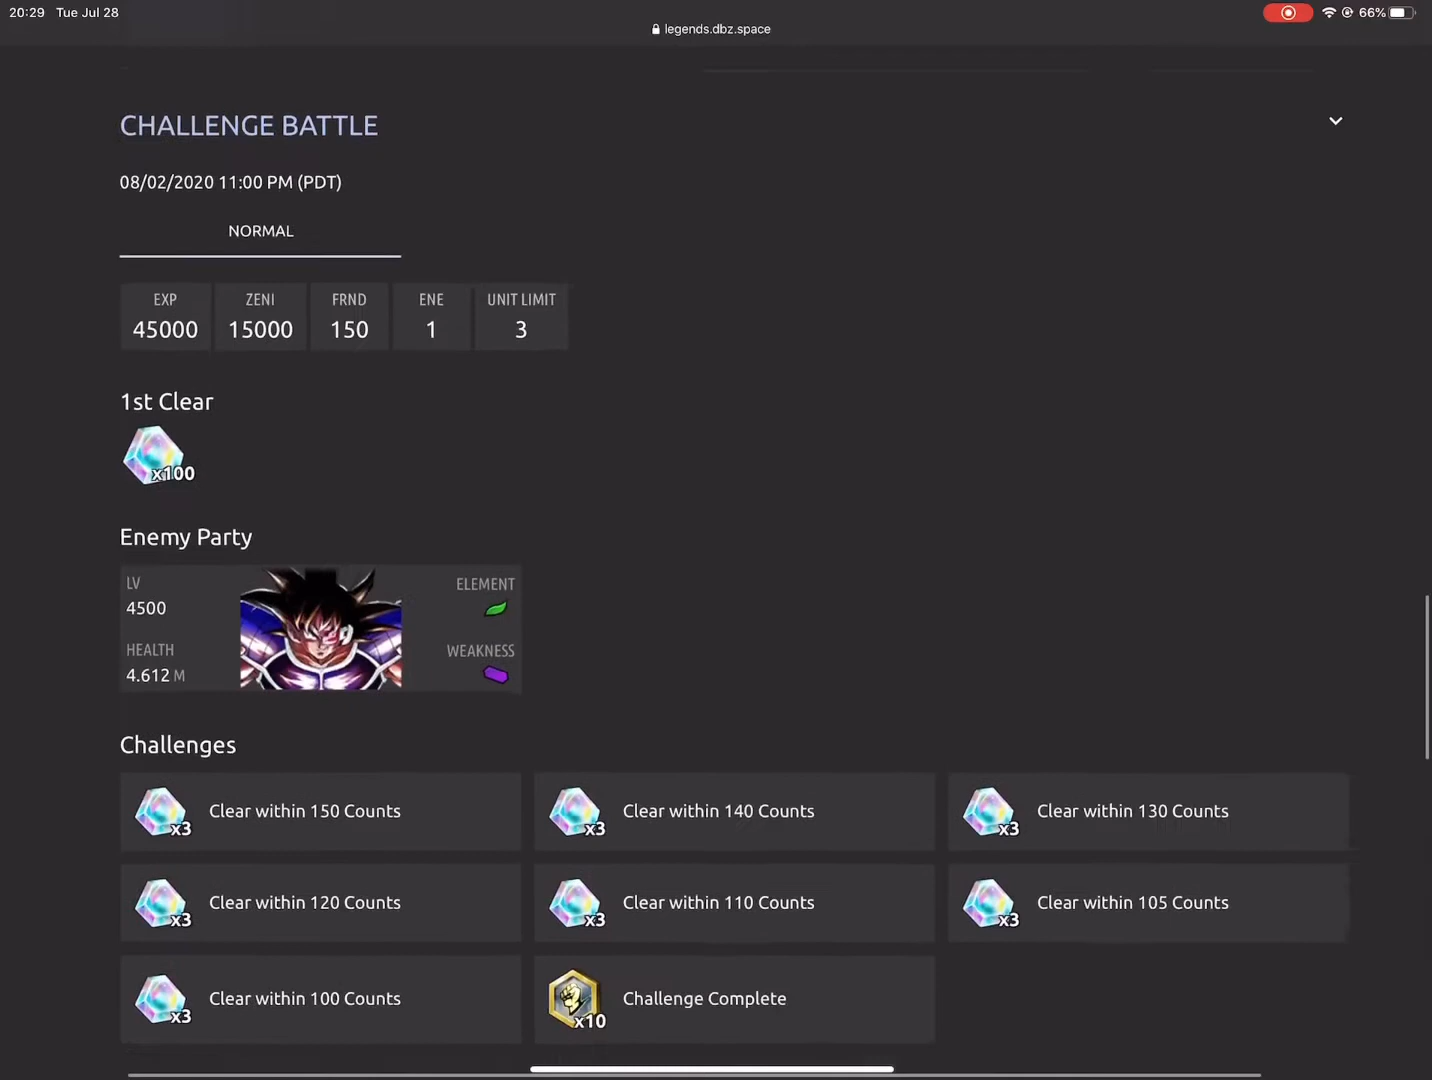 20:29 Tue Jul 28
66%
legends.dbz.space
CHALLENGE BATTLE
08/02/2020 11:00 PM (PDT)
NORMAL
EXP ZENI FRND ENE UNIT LIMIT
45000 15000 150 1 3
1st Clear
x100
Enemy Party
LV ELEMENT
4500
HEALTH WEAKNESS
4.612 M
Challenges
x3 Clear within 150 Counts x3 Clear within 140 Counts x3 Clear within 130 Counts
x3 Clear within 120 Counts x3 Clear within 110 Counts x3 Clear within 105 Counts
x3 Clear within 100 Counts x10 Challenge Complete